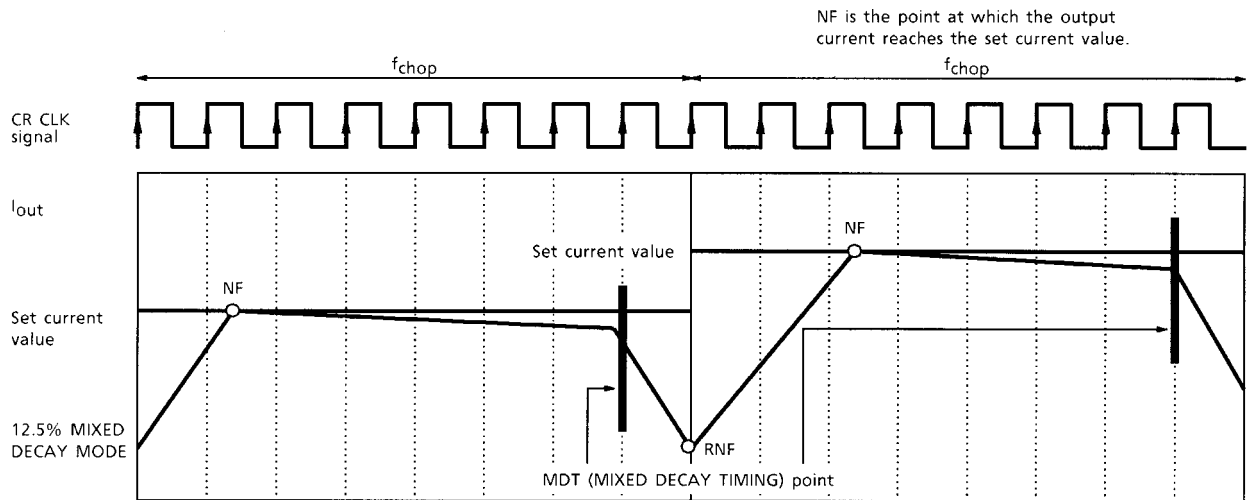 NF is the point at which the output
current reaches the set current value.
fchop
fchop
CR CLK
signal
Iout
NF
Set current value
NF
Set current
value
12.5% MIXED
DECAY MODE
RNF
MDT (MIXED DECAY TIMING) point